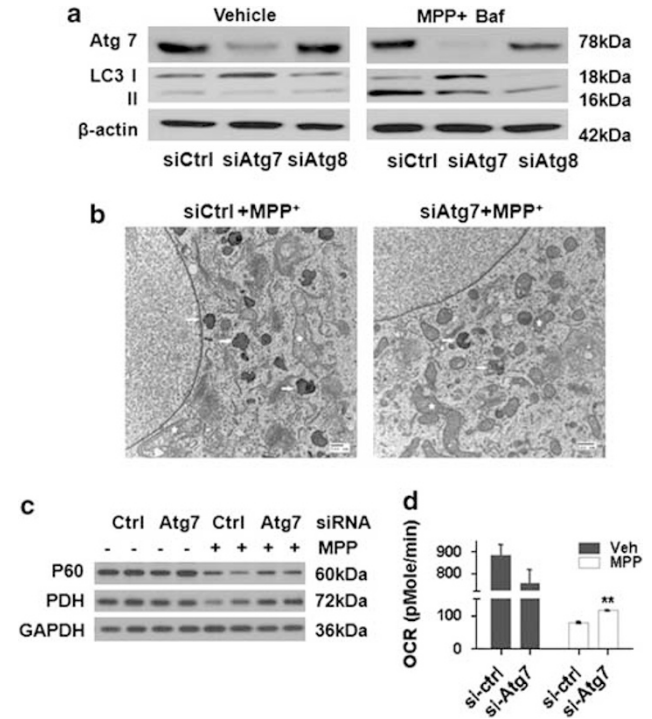 a
Vehicle
MPP+ Baf
Atg 7
78kDa
LC3 I
18kDa
II
16kDa
β-actin
42kDa
siCtrl siAtg7 siAtg8
siCtrl siAtg7 siAtg8
b
siCtrl+MPP⁺
siAtg7+MPP⁺
c
Ctrl Atg7 Ctrl Atg7 siRNA
- - - - + + + + MPP
P60
60kDa
PDH
72kDa
GAPDH
36kDa
d
OCR (pMole/min)
900
800
100
0
Veh
MPP
**
si-ctrl
si-Atg7
si-ctrl
si-Atg7